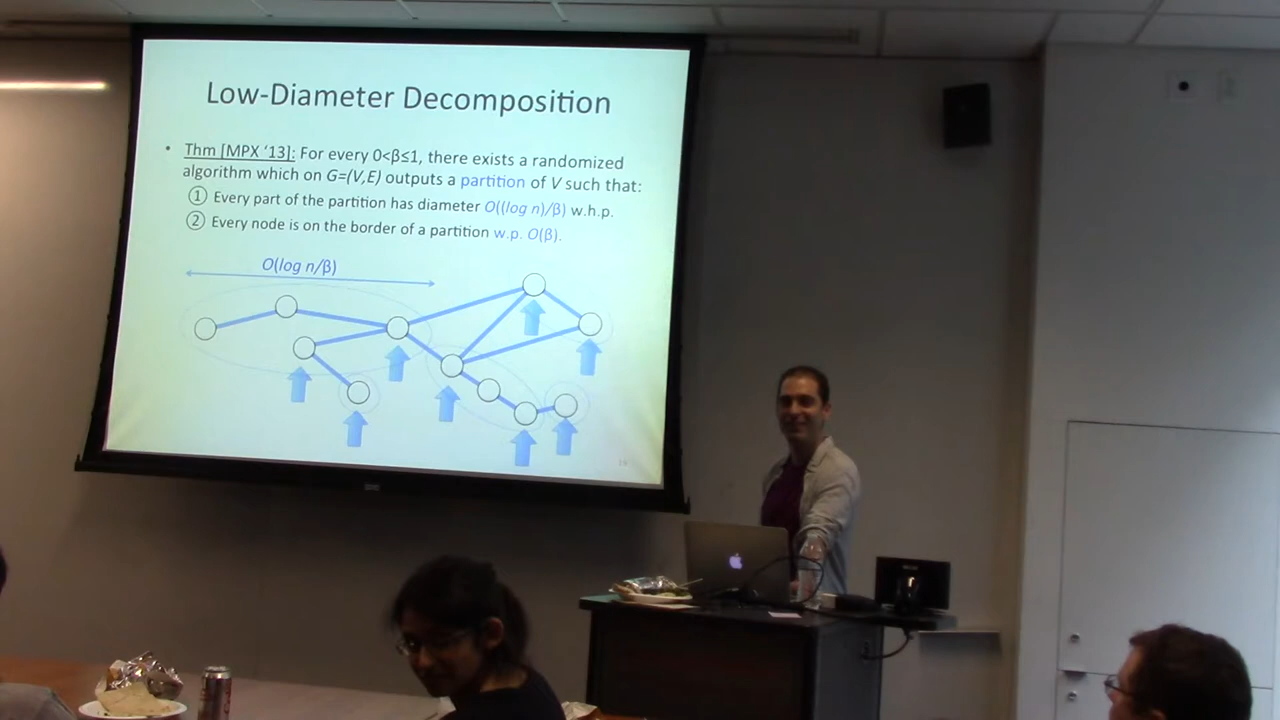 Low-Diameter Decomposition
• Thm [MPX ‘13]: For every 0<β≤1, there exists a randomized
algorithm which on G=(V,E) outputs a partition of V such that:
① Every part of the partition has diameter O((log n)/β) w.h.p.
② Every node is on the border of a partition w.p. O(β).
O(log n/β)